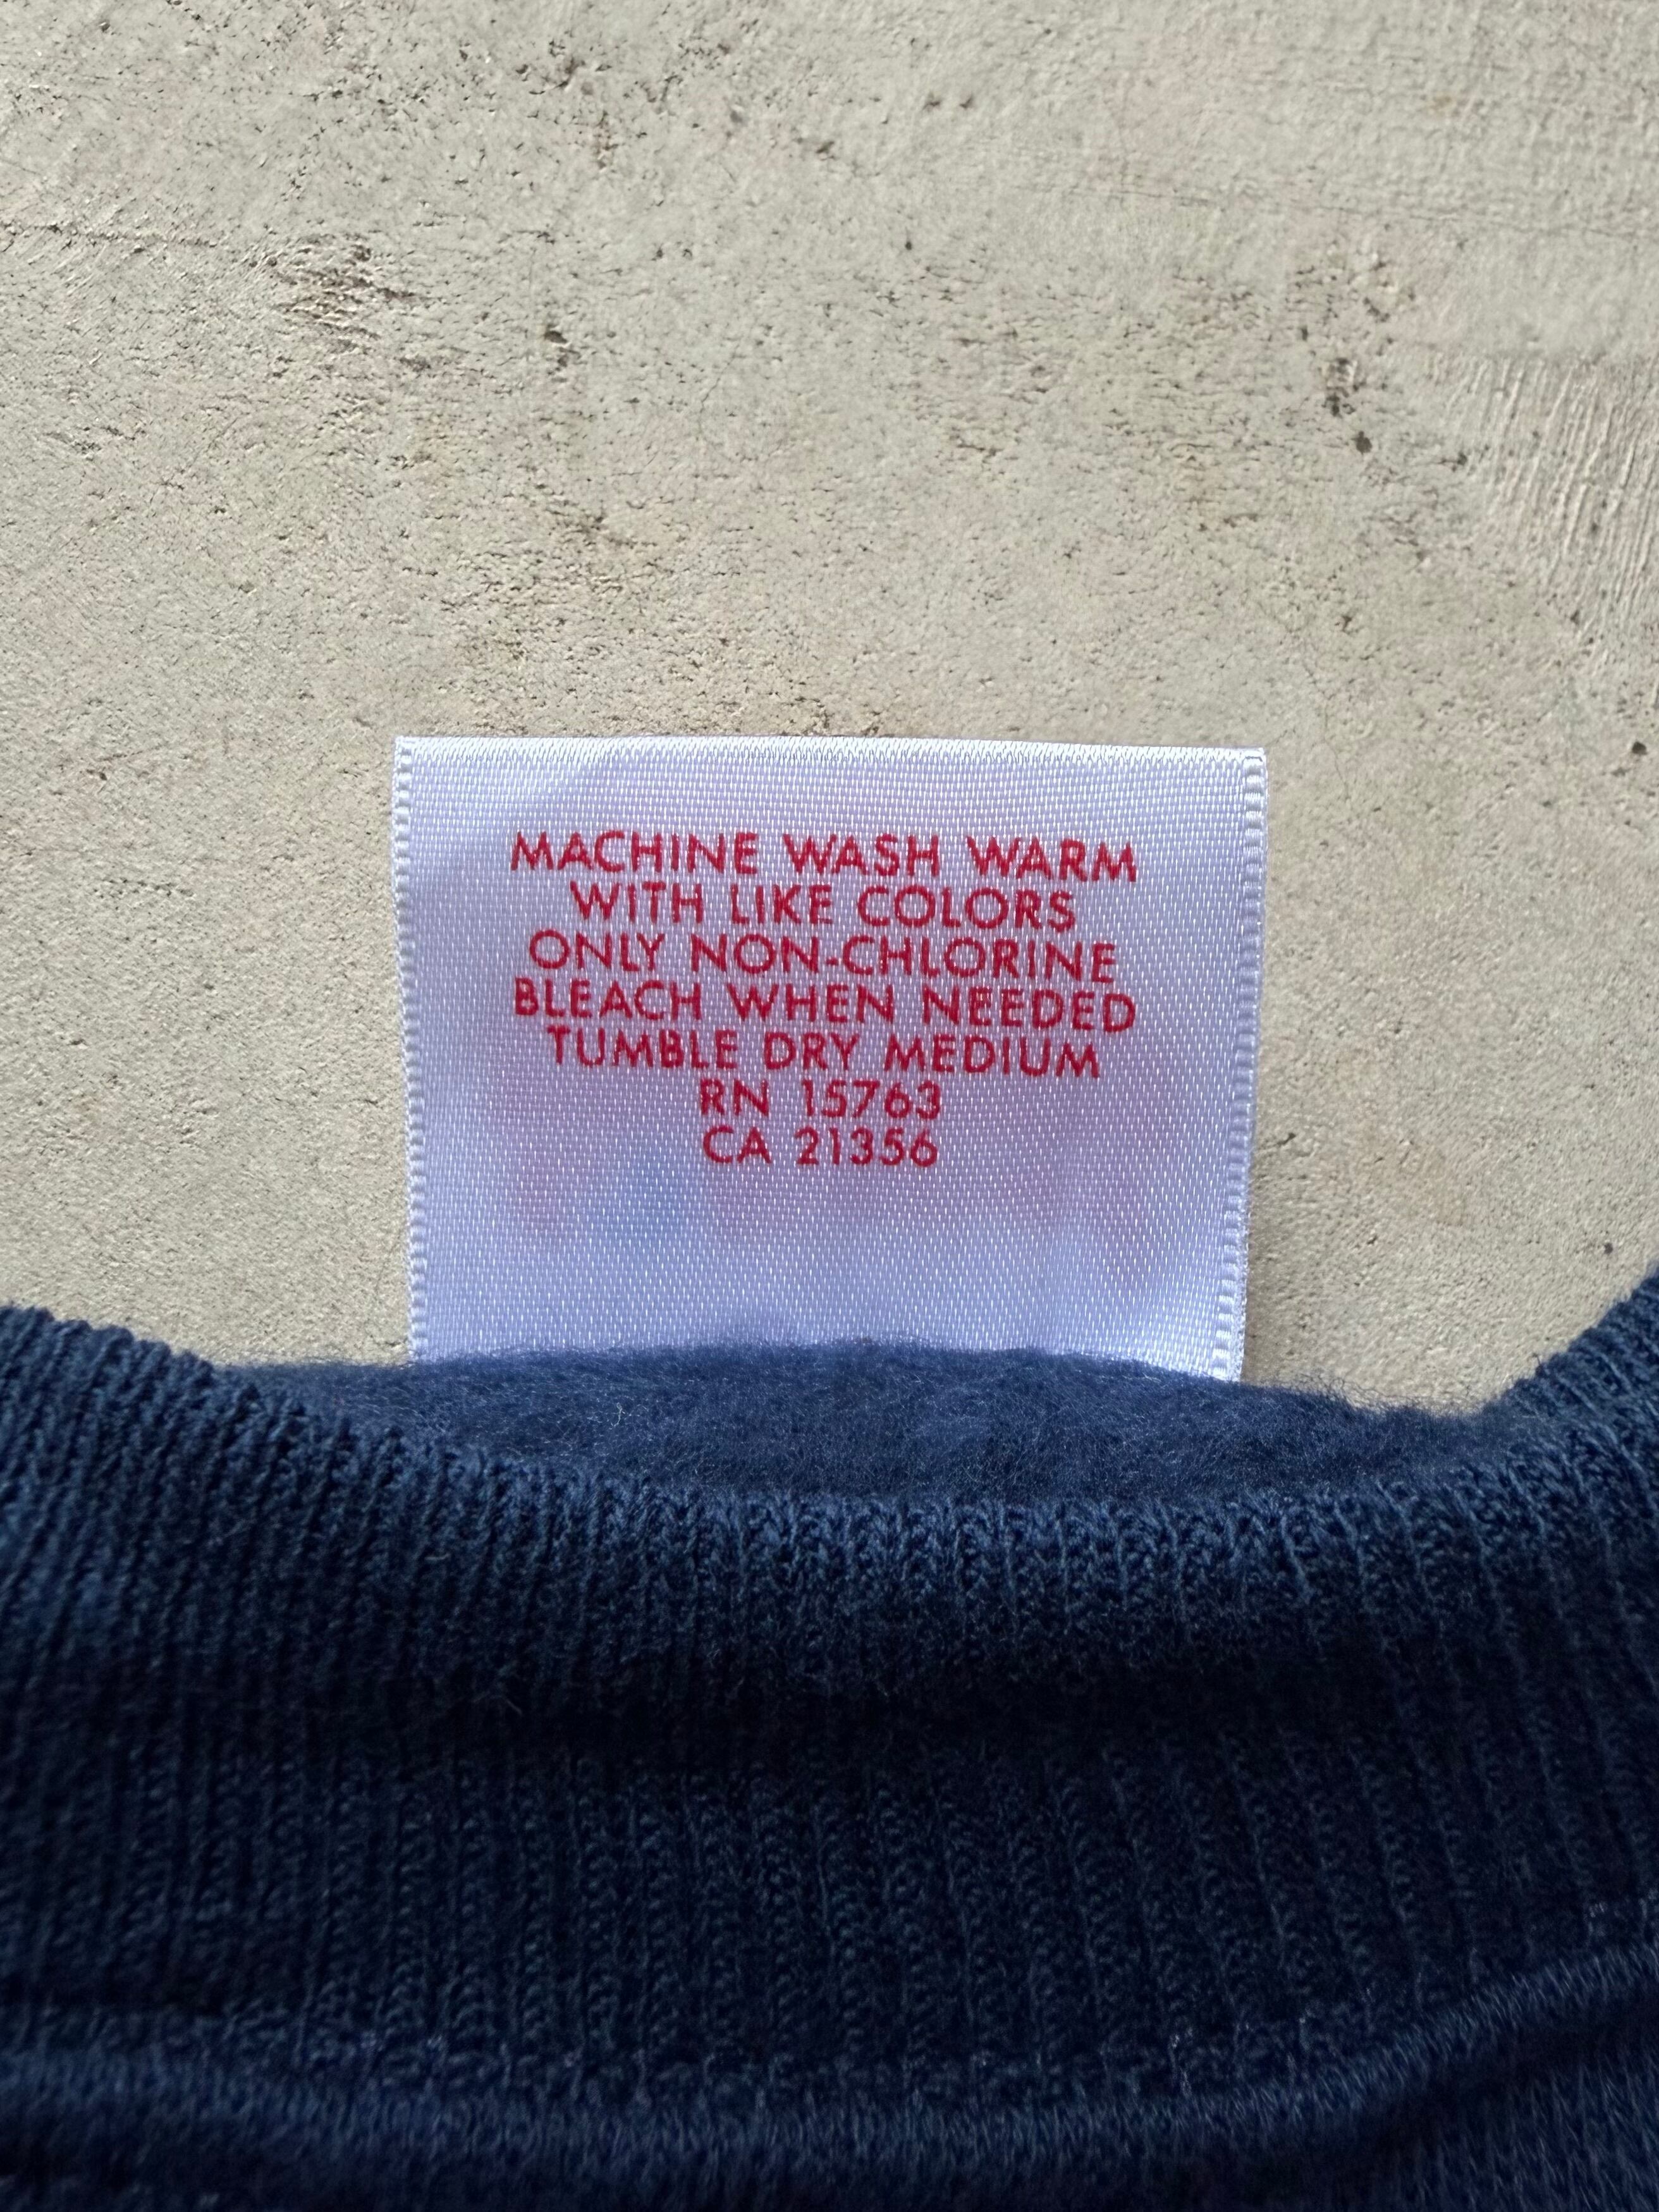 MACHINE WASH WARM
WITH LIKE COLORS
ONLY NON-CHLORINE
BLEACH WHEN NEEDED
TUMBLE DRY MEDIUM
RN 15763
CA 21356